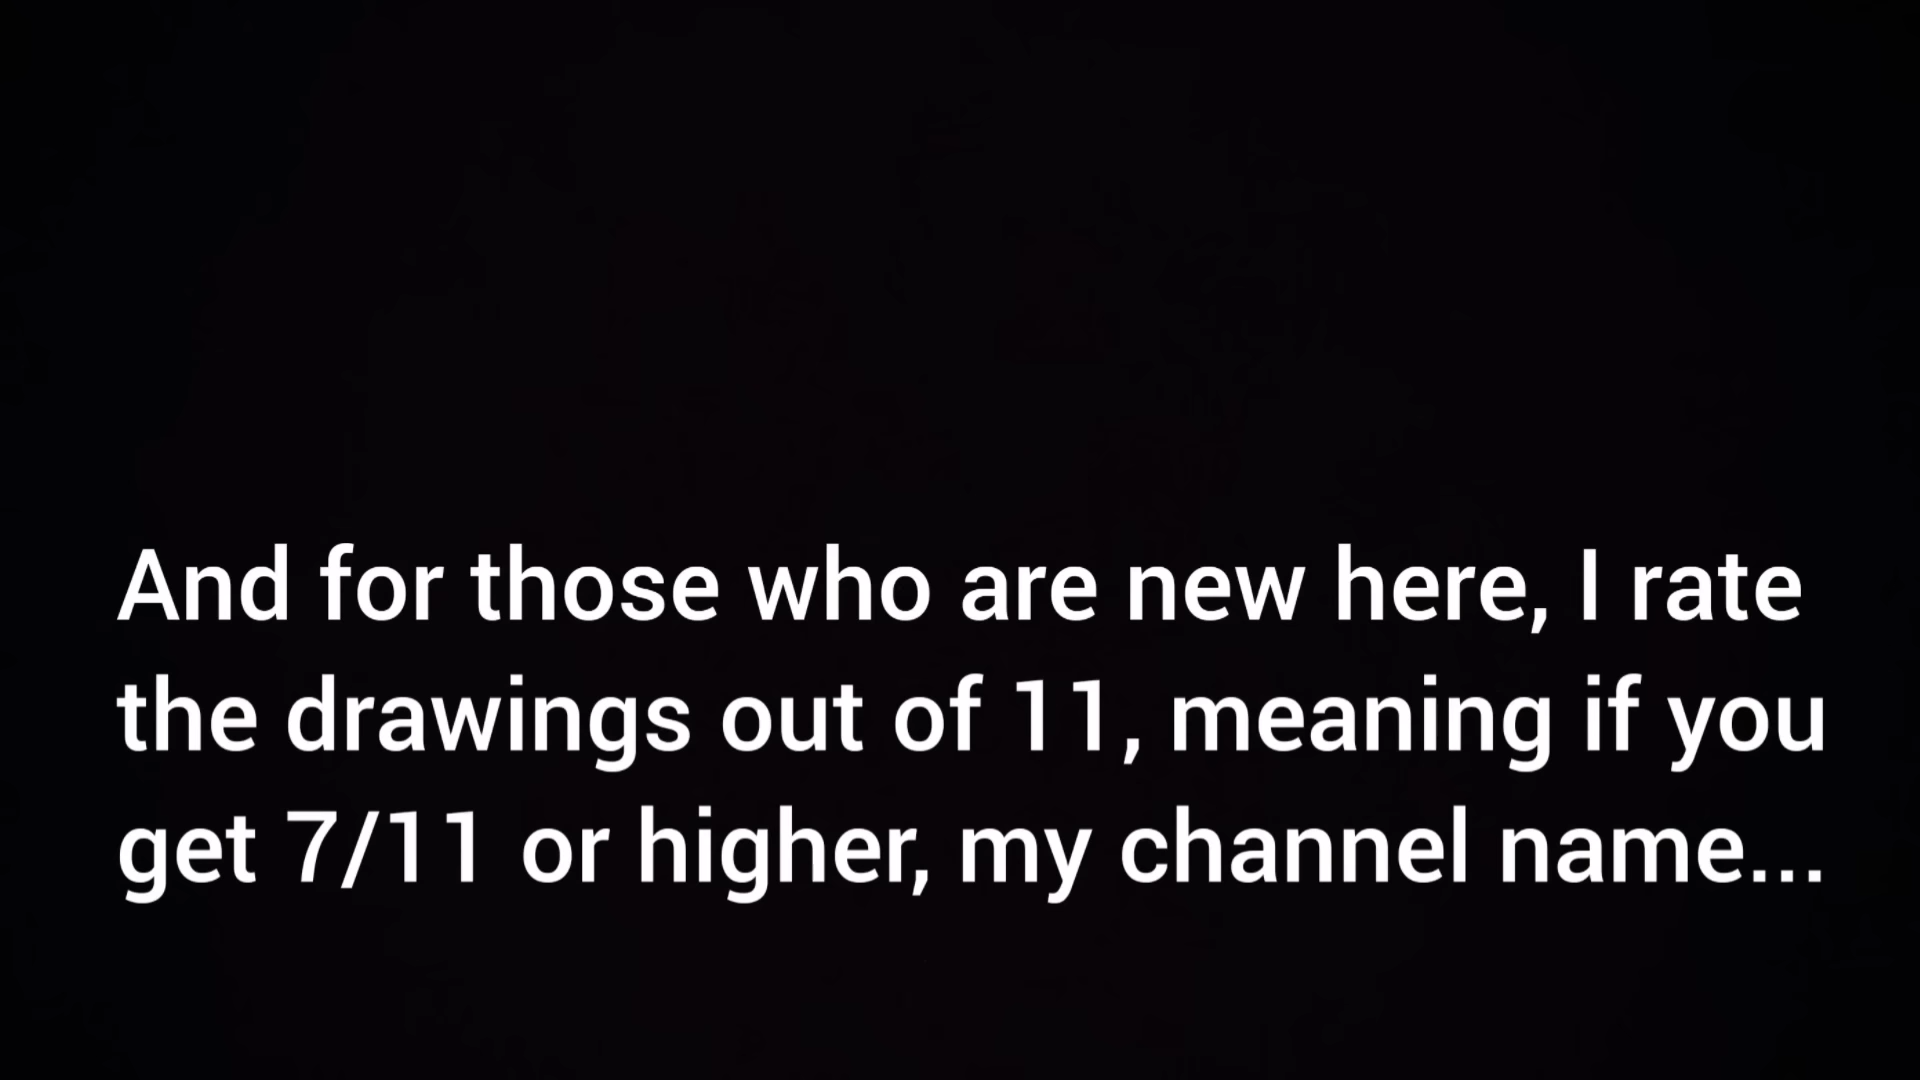 And for those who are new here, I rate
the drawings out of 11, meaning if you
get 7/11 or higher, my channel name...